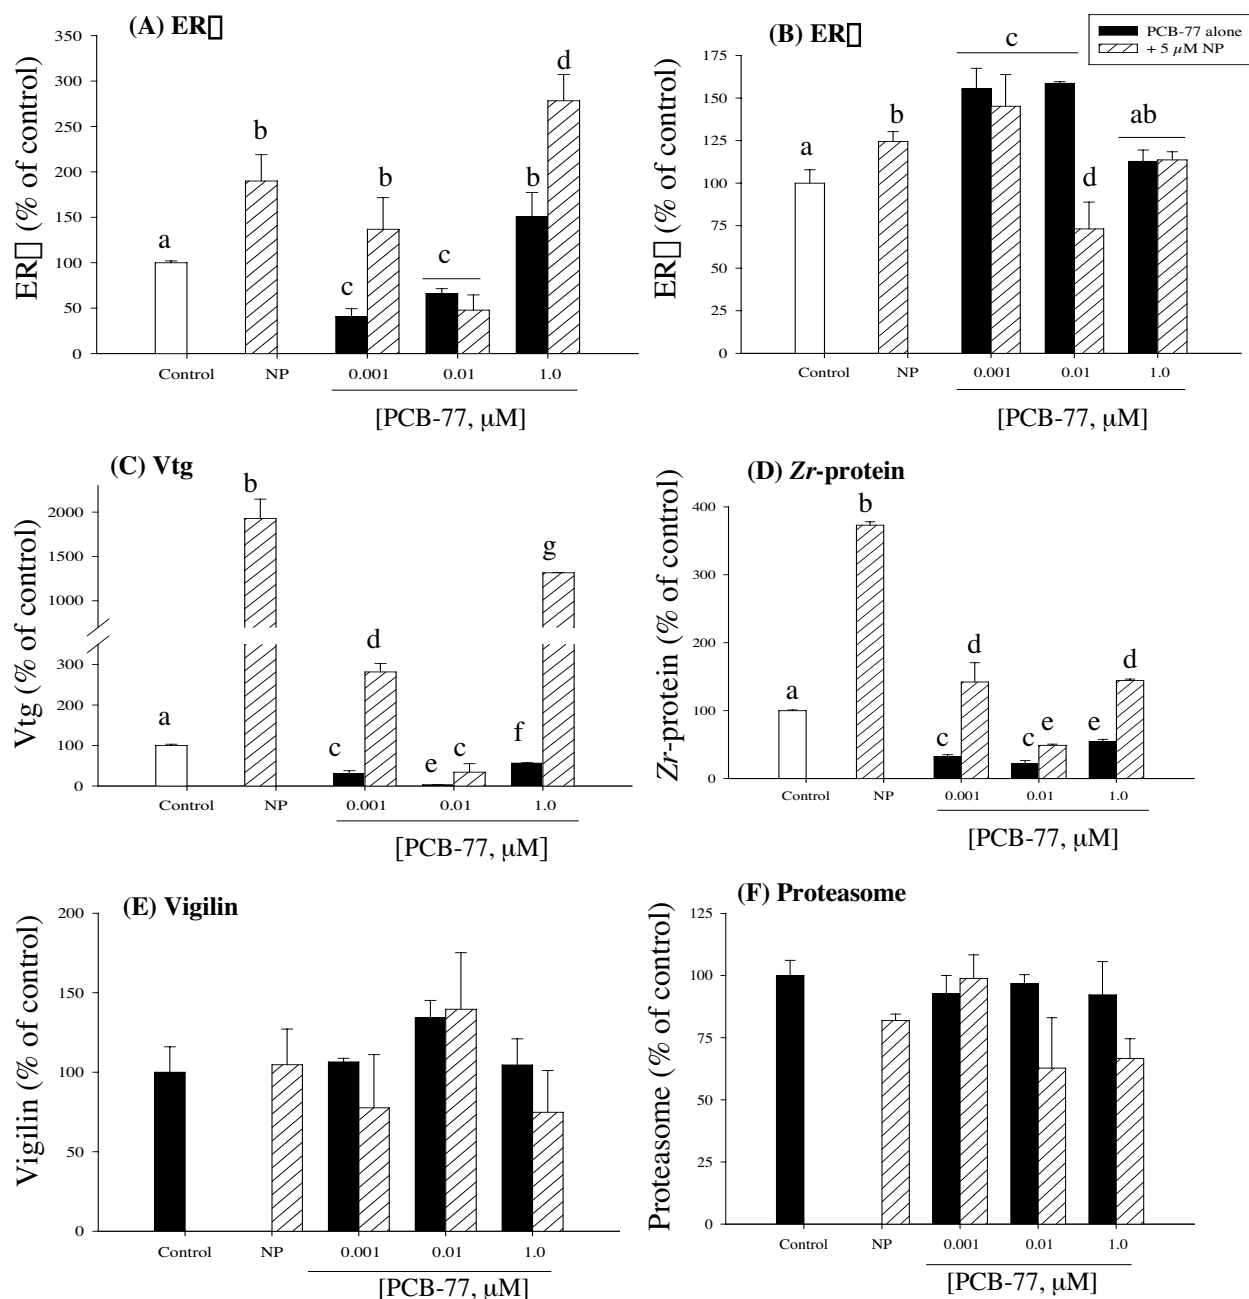 (A) ER▯
ER▯ (% of control)
350
300
250
200
150
100
50
0
a
b
c
b
c
b
d
Control NP 0.001 0.01 1.0
[PCB-77, μM]
(B) ER▯
PCB-77 alone
+ 5 μM NP
ER▯ (% of control)
175
150
125
100
75
50
25
0
a
b
c
d
ab
Control NP 0.001 0.01 1.0
[PCB-77, μM]
(C) Vtg
Vtg (% of control)
2000
1500
1000
300
200
100
0
a
b
c
d
e
c
f
g
Control NP 0.001 0.01 1.0
[PCB-77, μM]
(D) Zr-protein
Zr-protein (% of control)
400
300
200
100
0
a
b
c
d
c
e
e
d
Control NP 0.001 0.01 1.0
[PCB-77, μM]
(E) Vigilin
Vigilin (% of control)
200
150
100
50
0
Control NP 0.001 0.01 1.0
[PCB-77, μM]
(F) Proteasome
Proteasome (% of control)
125
100
75
50
25
0
Control NP 0.001 0.01 1.0
[PCB-77, μM]